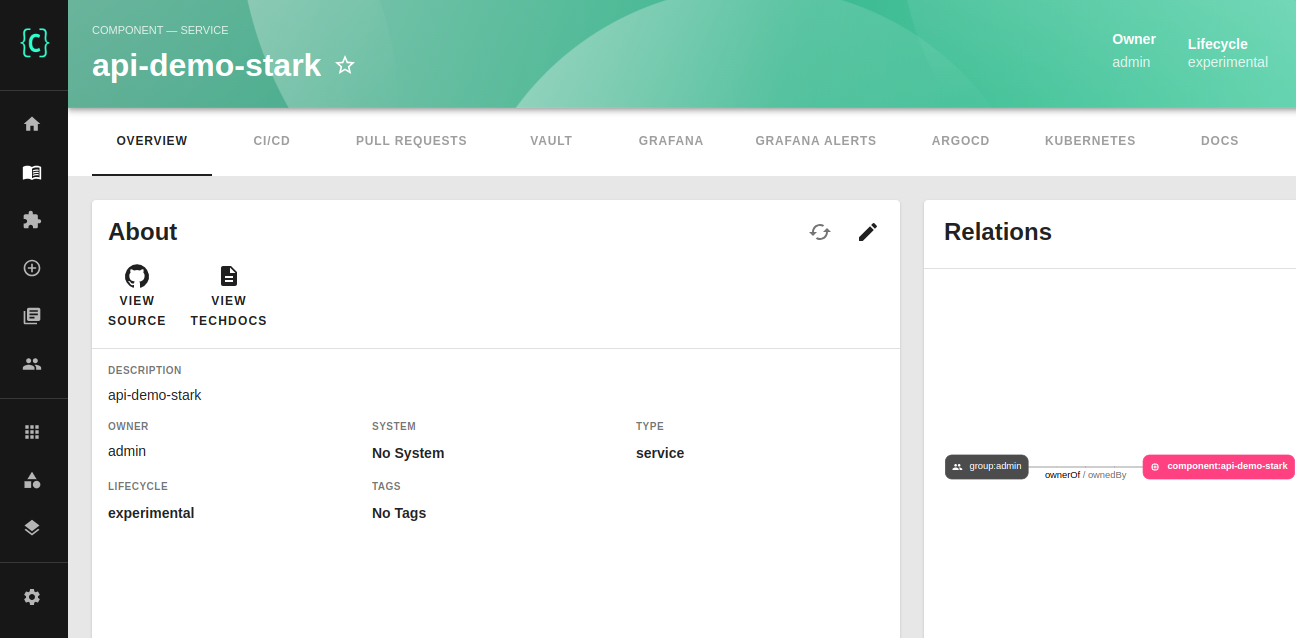 {C}
COMPONENT — SERVICE
api-demo-stark
Owner
admin
Lifecycle
experimental
OVERVIEW
CI/CD
PULL REQUESTS
VAULT
GRAFANA
GRAFANA ALERTS
ARGOCD
KUBERNETES
DOCS
About
VIEW
SOURCE
VIEW
TECHDOCS
DESCRIPTION
api-demo-stark
OWNER
admin
SYSTEM
No System
TYPE
service
LIFECYCLE
experimental
TAGS
No Tags
Relations
group:admin
ownerOf / ownedBy
component:api-demo-stark